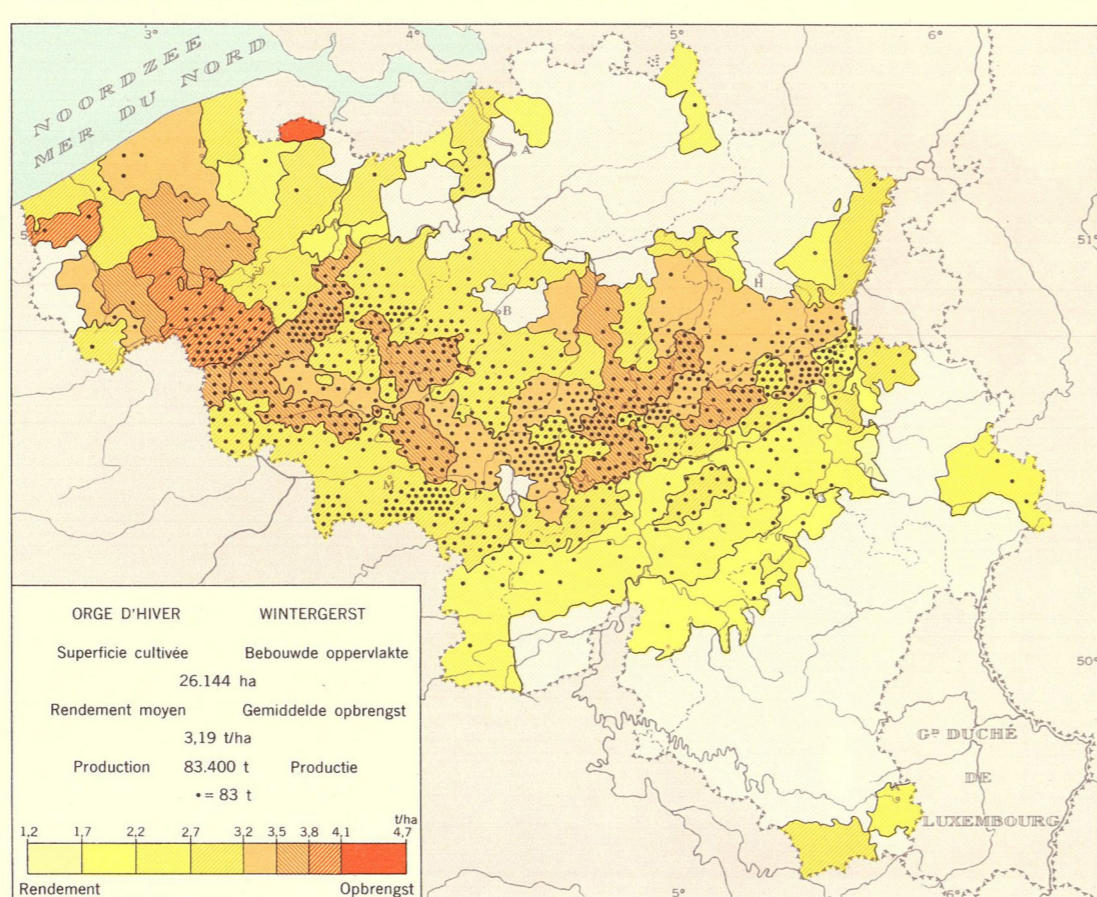 3° 4° 5° 6°
NOORDZEE
MER DU NORD
A
51°
H
B
M
50°
Gᴰ DUCHÉ
DE
LUXEMBOURG
5° 6°
ORGE D'HIVER WINTERGERST
Superficie cultivée Bebouwde oppervlakte
26.144 ha
Rendement moyen Gemiddelde opbrengst
3,19 t/ha
Production 83.400 t Productie
• = 83 t
t/ha
1,2 1,7 2,2 2,7 3,2 3,5 3,8 4,1 4,7
Rendement Opbrengst